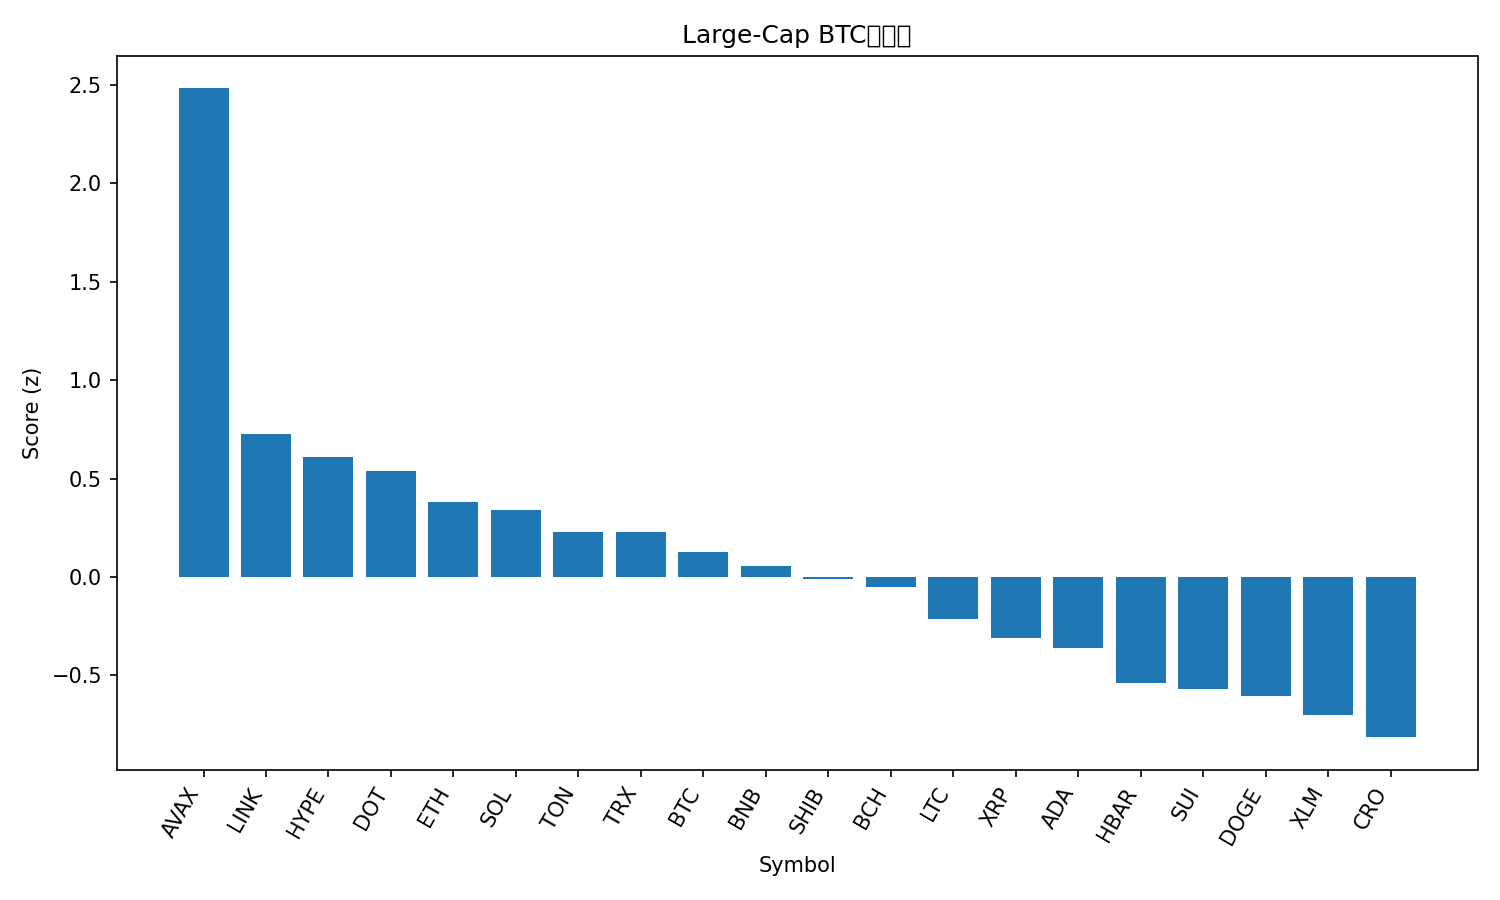 Large-Cap BTC
Score (z)
2.5
2.0
1.5
1.0
0.5
0.0
−0.5
AVAX
LINK
HYPE
DOT
ETH
SOL
TON
TRX
BTC
BNB
SHIB
BCH
LTC
XRP
ADA
HBAR
SUI
DOGE
XLM
CRO
Symbol